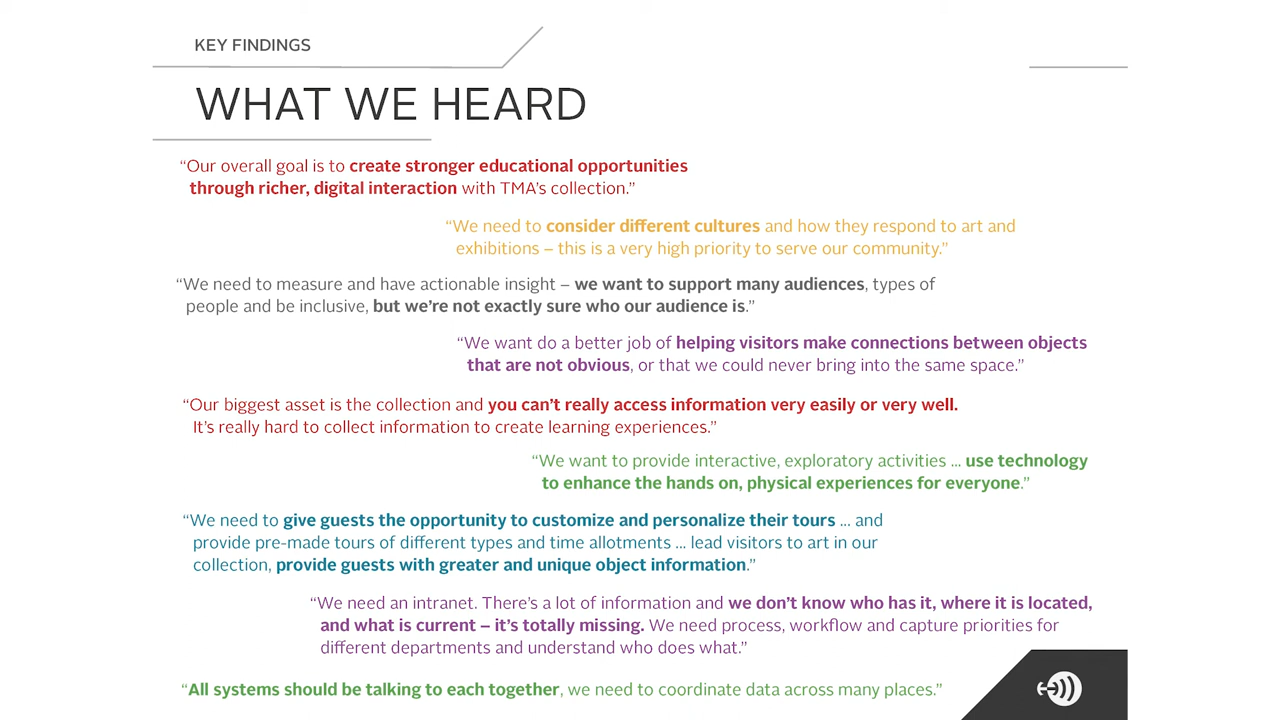 KEY FINDINGS
WHAT WE HEARD
“Our overall goal is to create stronger educational opportunities
through richer, digital interaction with TMA’s collection.”
“We need to consider different cultures and how they respond to art and
exhibitions – this is a very high priority to serve our community.”
“We need to measure and have actionable insight – we want to support many audiences, types of
people and be inclusive, but we’re not exactly sure who our audience is.”
“We want do a better job of helping visitors make connections between objects
that are not obvious, or that we could never bring into the same space.”
“Our biggest asset is the collection and you can’t really access information very easily or very well.
It’s really hard to collect information to create learning experiences.”
“We want to provide interactive, exploratory activities ... use technology
to enhance the hands on, physical experiences for everyone.”
“We need to give guests the opportunity to customize and personalize their tours ... and
provide pre-made tours of different types and time allotments ... lead visitors to art in our
collection, provide guests with greater and unique object information.”
“We need an intranet. There’s a lot of information and we don’t know who has it, where it is located,
and what is current – it’s totally missing. We need process, workflow and capture priorities for
different departments and understand who does what.”
“All systems should be talking to each together, we need to coordinate data across many places.”